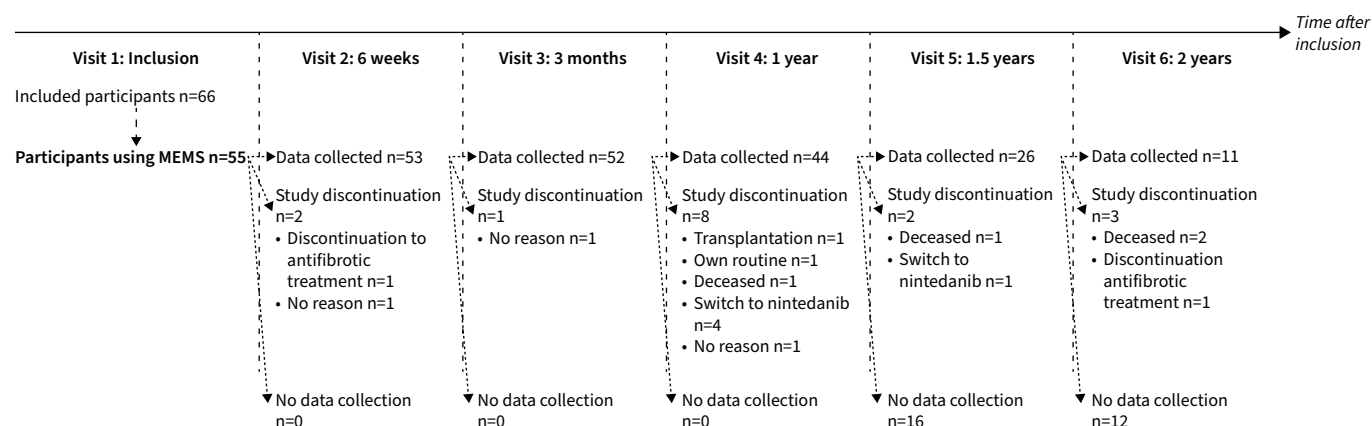 Time after
inclusion
Visit 1: Inclusion
Visit 2: 6 weeks
Visit 3: 3 months
Visit 4: 1 year
Visit 5: 1.5 years
Visit 6: 2 years
Included participants n=66
Participants using MEMS n=55
Data collected n=53
Study discontinuation
n=2
• Discontinuation to
antifibrotic
treatment n=1
• No reason n=1
No data collection
n=0
Data collected n=52
Study discontinuation
n=1
• No reason n=1
No data collection
n=0
Data collected n=44
Study discontinuation
n=8
• Transplantation n=1
• Own routine n=1
• Deceased n=1
• Switch to nintedanib
n=4
• No reason n=1
No data collection
n=0
Data collected n=26
Study discontinuation
n=2
• Deceased n=1
• Switch to
nintedanib n=1
No data collection
n=16
Data collected n=11
Study discontinuation
n=3
• Deceased n=2
• Discontinuation
antifibrotic
treatment n=1
No data collection
n=12